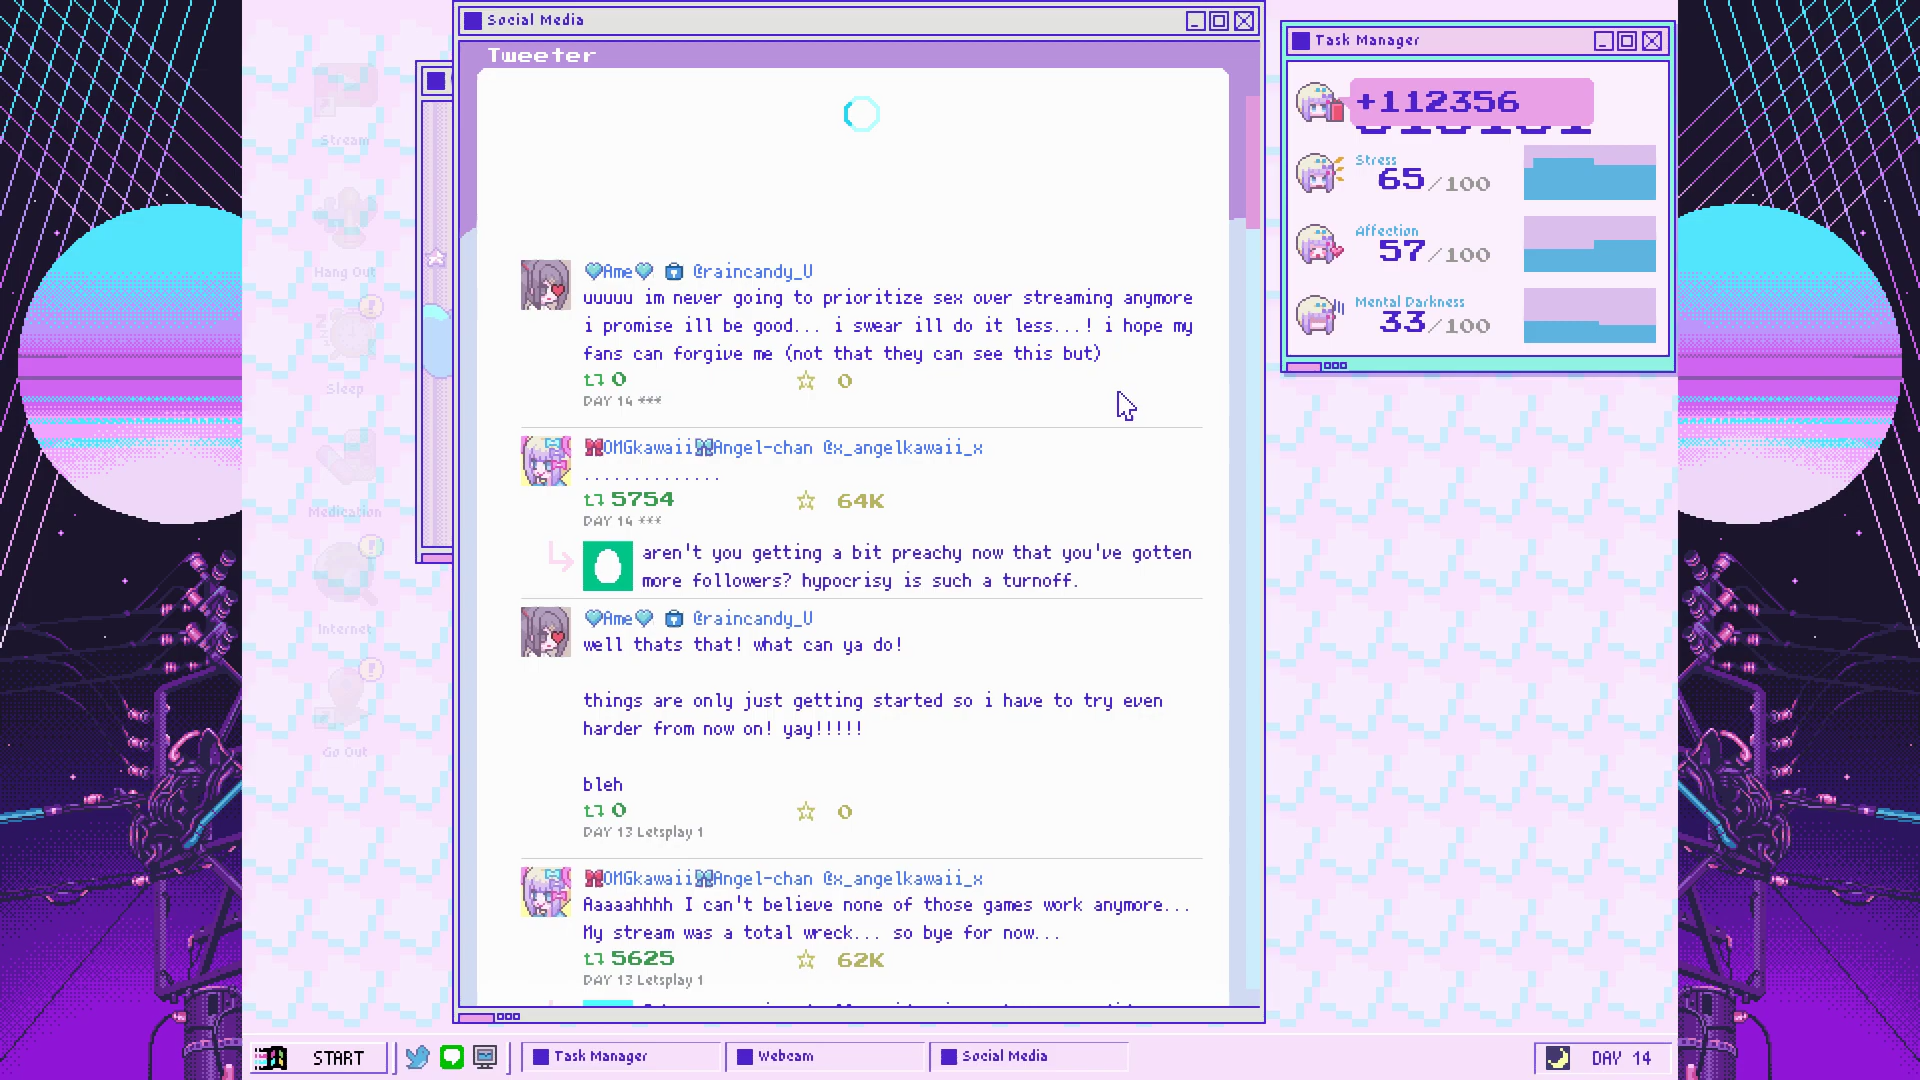 Social Media
Tweeter
Ame @raincandy_U
uuuuu im never going to prioritize sex over streaming anymore
i promise ill be good... i swear ill do it less...! i hope my
fans can forgive me (not that they can see this but)
0 0
DAY 14 ***
OMGkawaii Angel-chan @x_angelkawaii_x
..............
5754 64K
DAY 14 ***
aren't you getting a bit preachy now that you've gotten
more followers? hypocrisy is such a turnoff.
Ame @raincandy_U
well thats that! what can ya do!
things are only just getting started so i have to try even
harder from now on! yay!!!!!
bleh
0 0
DAY 13 Letsplay 1
OMGkawaii Angel-chan @x_angelkawaii_x
Aaaaahhhh I can't believe none of those games work anymore...
My stream was a total wreck... so bye for now...
5625 62K
DAY 13 Letsplay 1
Task Manager
+112356
Stress
65/100
Affection
57/100
Mental Darkness
33/100
Stream
Hang Out
Sleep
Medication
Internet
Go Out
START
Task Manager
Webcam
Social Media
DAY 14